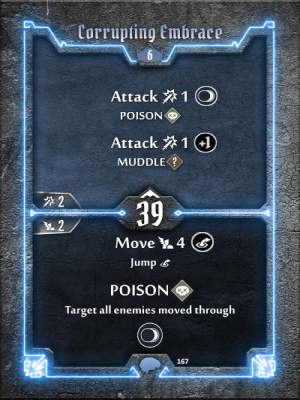 Corrupting Embrace
6
Attack 1
POISON
Attack 1 +1
MUDDLE ?
2
39
2
Move 4
Jump
POISON
Target all enemies moved through
167